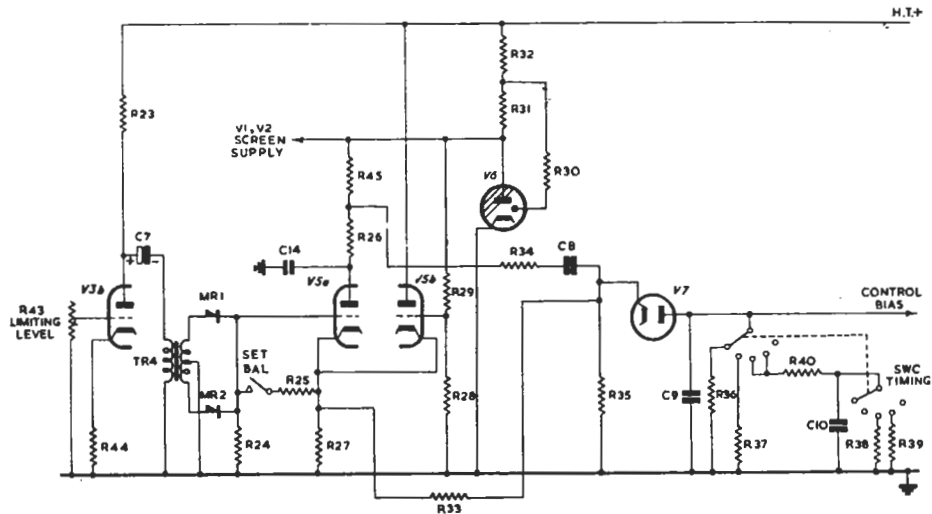 H.T.+
R32
R23
R31
V1, V2
SCREEN
SUPPLY
R45
V6
R30
R26
C7
C14
R34
C8
+
-
V3b
V5a
V5b
R29
V7
CONTROL
BIAS
R43
LIMITING
LEVEL
MR1
TR4
SET
BAL
R25
MR2
R24
R27
R28
R35
C9
R36
R40
SWC
TIMING
R44
R37
C10
R38
R39
R33